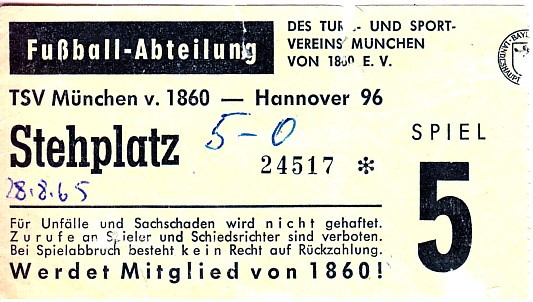 Fußball-Abteilung
DES TURN- UND SPORT-
VEREINS MÜNCHEN
VON 1860 E. V.
TSV München v. 1860 — Hannover 96
Stehplatz
5-0
24517 *
28.8.65
SPIEL
5
Für Unfälle und Sachschaden wird nicht gehaftet.
Zurufe an Spieler und Schiedsrichter sind verboten.
Bei Spielabbruch besteht kein Recht auf Rückzahlung.
Werdet Mitglied von 1860!